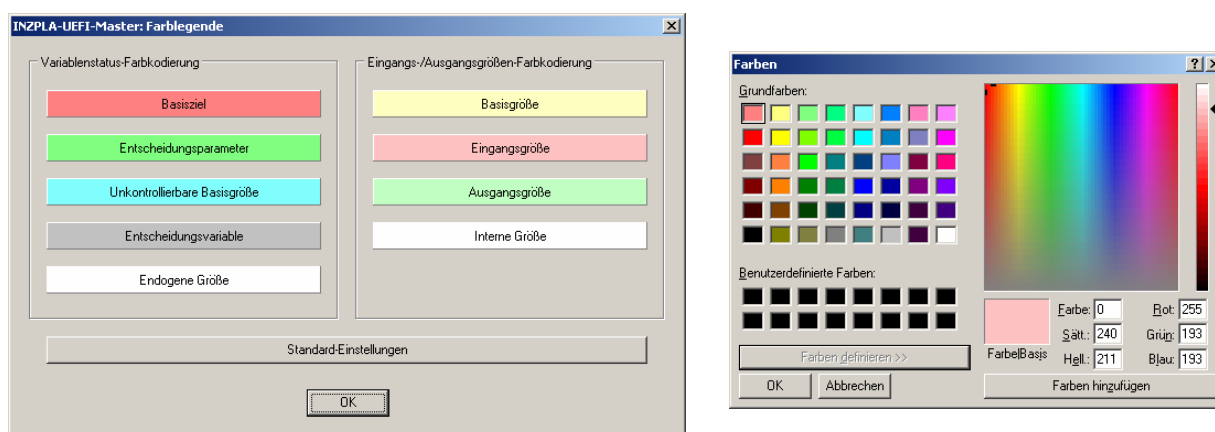 INZPLA-UEFI-Master: Farblegende
Variablenstatus-Farbkodierung
Basisziel
Entscheidungsparameter
Unkontrollierbare Basisgröße
Entscheidungsvariable
Endogene Größe
Eingangs-/Ausgangsgrößen-Farbkodierung
Basisgröße
Eingangsgröße
Ausgangsgröße
Interne Größe
Standard-Einstellungen
OK
Farben
Grundfarben:
Benutzerdefinierte Farben:
Farben definieren >>
OK Abbrechen
Farbe|Basis
Farbe: 0 Rot: 255
Sätt.: 240 Grün: 193
Hell.: 211 Blau: 193
Farben hinzufügen